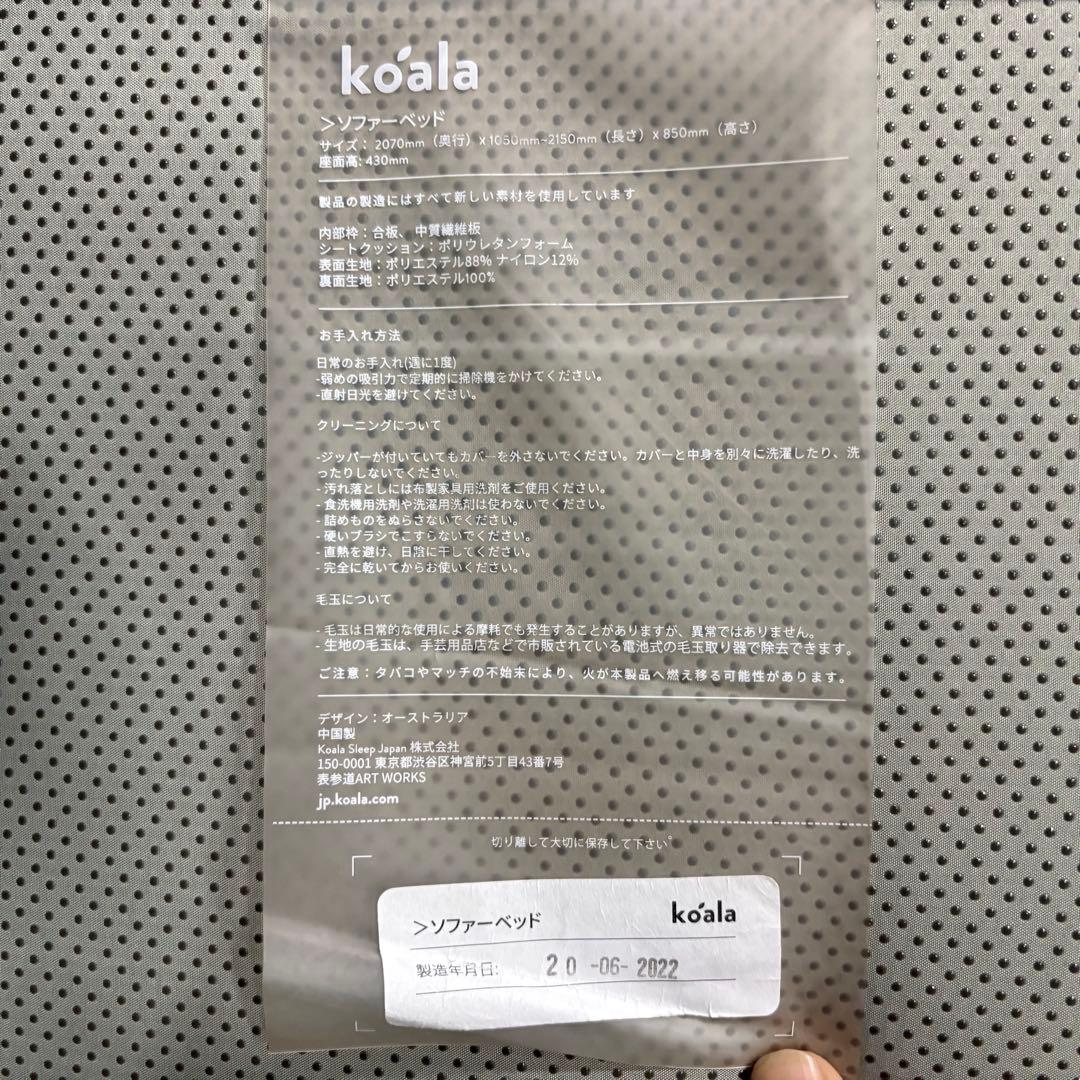 koala
＞ソファーベッド
サイズ： 2070mm（奥行）x 1050mm~2150mm（長さ）x 850mm（高さ）
座面高: 430mm
製品の製造にはすべて新しい素材を使用しています
内部枠：合板、中質繊維板
シートクッション：ポリウレタンフォーム
表面生地：ポリエステル88% ナイロン12%
裏面生地：ポリエステル100%
お手入れ方法
日常のお手入れ(週に1度)
-弱めの吸引力で定期的に掃除機をかけてください。
-直射日光を避けてください。
クリーニングについて
-ジッパーが付いていてもカバーを外さないでください。カバーと中身を別々に洗濯したり、洗
ったりしないでください。
- 汚れ落としには布製家具用洗剤をご使用ください。
- 食洗機用洗剤や洗濯用洗剤は使わないでください。
- 詰めものをぬらさないでください。
- 硬いブラシでこすらないでください。
- 直熱を避け、日陰に干してください。
- 完全に乾いてからお使いください。
毛玉について
- 毛玉は日常的な使用による摩耗でも発生することがありますが、異常ではありません。
- 生地の毛玉は、手芸用品店などで市販されている電池式の毛玉取り器で除去できます。
ご注意：タバコやマッチの不始末により、火が本製品へ燃え移る可能性があります。
デザイン：オーストラリア
中国製
Koala Sleep Japan 株式会社
150-0001 東京都渋谷区神宮前5丁目43番7号
表参道ART WORKS
jp.koala.com
切り離して大切に保存して下さい。
koala
＞ソファーベッド
製造年月日: 20 -06- 2022